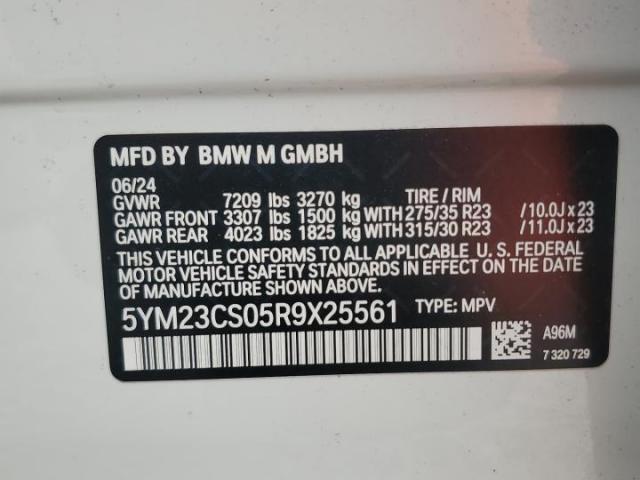 MFD BY BMW M GMBH
06/24
GVWR 7209 lbs 3270 kg TIRE / RIM
GAWR FRONT 3307 lbs 1500 kg WITH 275/35 R23 /10.0J x 23
GAWR REAR 4023 lbs 1825 kg WITH 315/30 R23 /11.0J x 23
THIS VEHICLE CONFORMS TO ALL APPLICABLE U. S. FEDERAL
MOTOR VEHICLE SAFETY STANDARDS IN EFFECT ON THE DATE OF
MANUFACTURE SHOWN ABOVE.
5YM23CS05R9X25561 TYPE: MPV
A96M
7 320 729